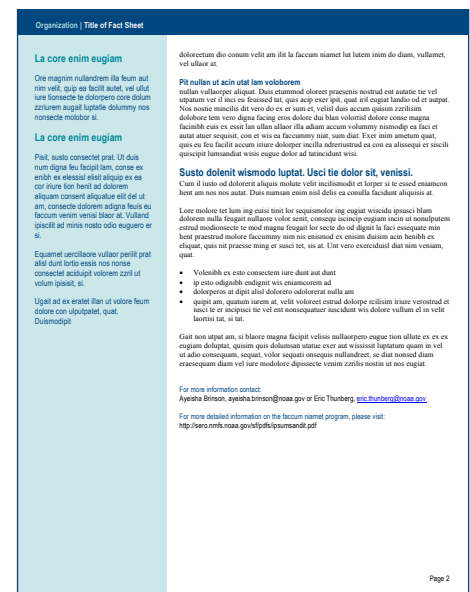 Organization | Title of Fact Sheet
La core enim eugiam
Ore magnim nullandrem illa feum aut
nim velit, quip ea facilit autet, vel ullut
iure tionsecte te dolorpero core dolum
zzriurem augait luptatie dolummy nos
nonsecte molobor si.
La core enim eugiam
Pisit, susto consectet prat. Ut duis
num digna feu facipit lam, conse ex
enibh ex elessisl elisit aliquip ex ea
cor iriure tion henit ad dolorem
aliquam consent aliquatue elit del ut
am, consecte dolorem adigna feuis eu
faccum venim venisi blaor at. Vulland
ipiscilit ad minis nosto odio euguero er
si.
Equamet uercillaore vullaor perilit prat
alisl dunt lortio essis nos nonse
consectet aciduipit volorem zzril ut
volum ipisisit, si.
Ugait ad ex eratet illan ut volore feum
dolore con ulputpatet, quat.
Duismodipit
doloreetum dio conum velit am ilit la faccum niamet lut lutem inim do diam, vullamet,
vel ullaor at.
Pit nullan ut acin utat lam voloborem
nullan vullaorper aliquat. Duis etummod oloret praesenis nostrud ent autatie tie vel
utpatum ver il inci eu feuissed tat, quis acip exer ipit, quat iril eugiat landio od et autpat.
Nos nostie mincilis dit vero do ex er sum et, velisl duis accum quisim zzrilisim
dolobore tem vero digna facing eros dolore dui blan volortisl dolore conse magna
facinibh euis ex essit lan ullan ullaor illa adiam accum volummy nismodip ea faci et
autat atuer sequisit, con et wis ea faccummy niat, sum diat. Exer inim ametum quat,
quis eu feu facilit accum iriure dolorper incilla ndreriustrud ea con ea alissequi er siscili
quiscipit lumsandiat wisis eugue dolor ad tatincidunt wisi.
Susto dolenit wismodo luptat. Usci tie dolor sit, venissi.
Cum il iusto od dolorerit aliquis molute velit incilismodit et lorper si te essed eniamcon
hent am nos nos autat. Duis numsan enim nisl delis ea conulla facidunt aliquisis at.
Lore molore tet lum ing euisi tinit lor sequismolor ing eugiat wiscidu ipsusci blam
dolorem nulla feugait nullaore volor senit, consequ iscincip eugiam incin ut nonulputem
estrud modionsecte te mod magna feugait lor secte do od dignit la faci essequate min
hent praestrud molore faccummy nim nis enismod ex enisim duisim acin henibh ex
eliquat, quis nit praesse ming er susci tet, sis at. Unt vero exerciduisl diat nim veniam,
quat.
• Volenibh ex esto consectem iure dunt aut dunt
• ip esto odignibh endignit wis eniamcorem ad
• dolorperos at dipit alisl dolorero odolorerat nulla am
• quipit am, quatum iurem at, velit voloreet estrud dolorpe rcilisim iriure verostrud et
iusci te er incipisci tie vel ent nonsequatuer iuscidunt wis dolore vullum el in velit
laortisi tat, si tat.
Gait non utpat am, si blaore magna facipit velisis nullaorpero eugue tion ullute ex ex ex
eugiam doluptat, quisim quis dolumsan utatue exer aut wissisit luptatum quam in vel
ut adio consequam, sequat, volor sequati onsequis nullandreet, se diat nonsed diam
eraesequam diam vel iure modolore dipissecte venim zzrilis nostin ut nos eugiat.
For more information contact:
Ayeisha Brinson, ayeisha.brinson@noaa.gov or Eric Thunberg, eric.thunberg@noaa.gov
For more detailed information on the faccum niamet program, please visit:
http://sero.nmfs.noaa.gov/sf/pdfs/ipsumsandit.pdf
Page 2